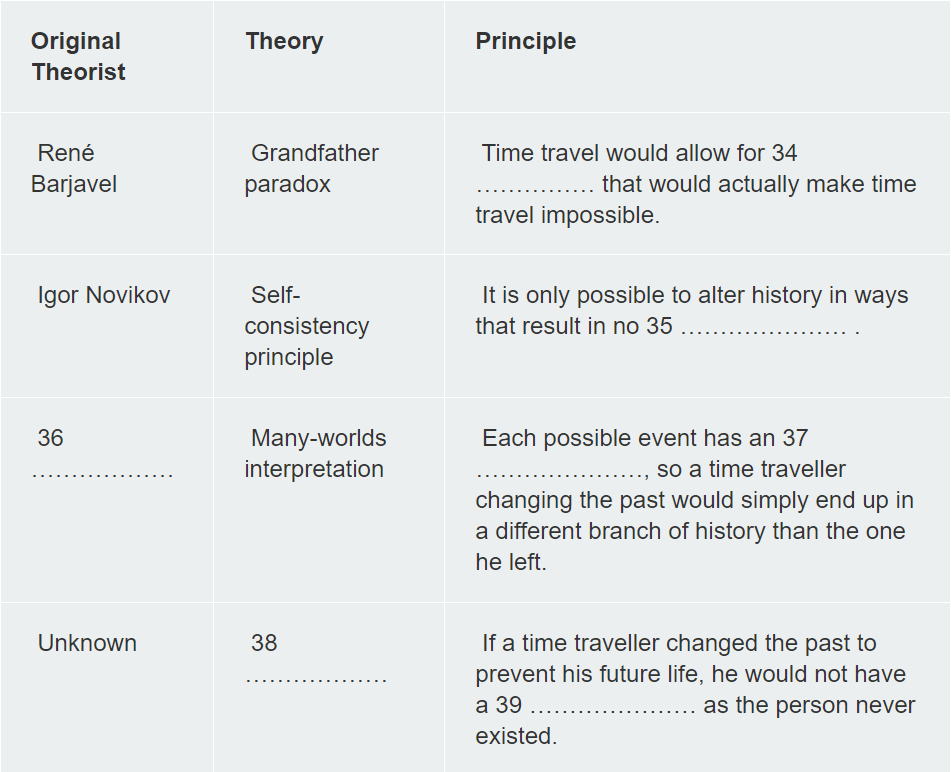 Original
Theorist
Theory
Principle
René
Barjavel
Grandfather
paradox
Time travel would allow for 34
…………… that would actually make time
travel impossible.
Igor Novikov
Self-
consistency
principle
It is only possible to alter history in ways
that result in no 35 ………………… .
36
………………
Many-worlds
interpretation
Each possible event has an 37
…………………, so a time traveller
changing the past would simply end up in
a different branch of history than the one
he left.
Unknown
38
………………
If a time traveller changed the past to
prevent his future life, he would not have
a 39 ………………… as the person never
existed.